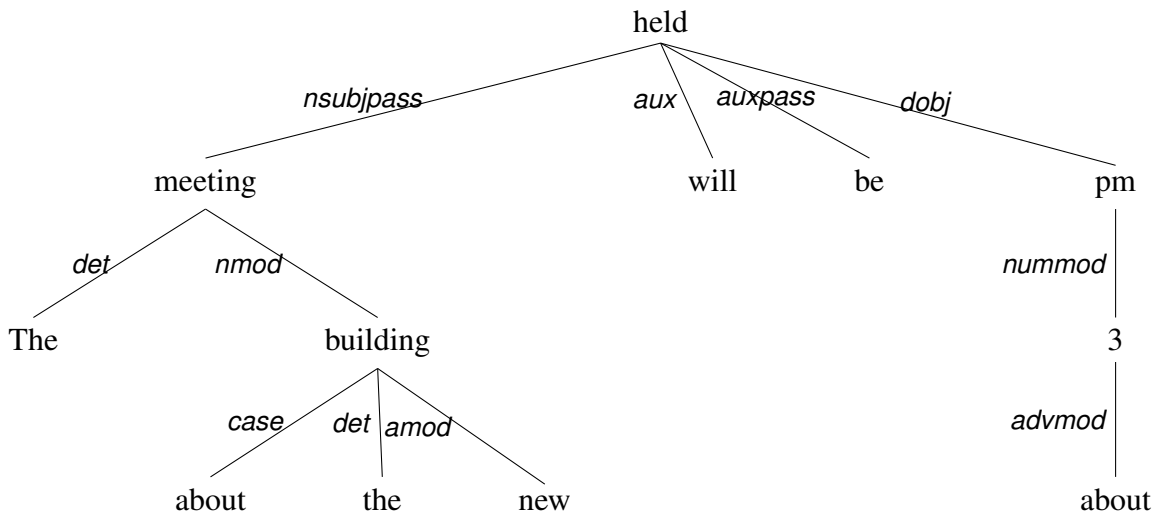 held
nsubjpass aux auxpass dobj
meeting will be pm
det nmod nummod
The building 3
case det amod advmod
about the new about